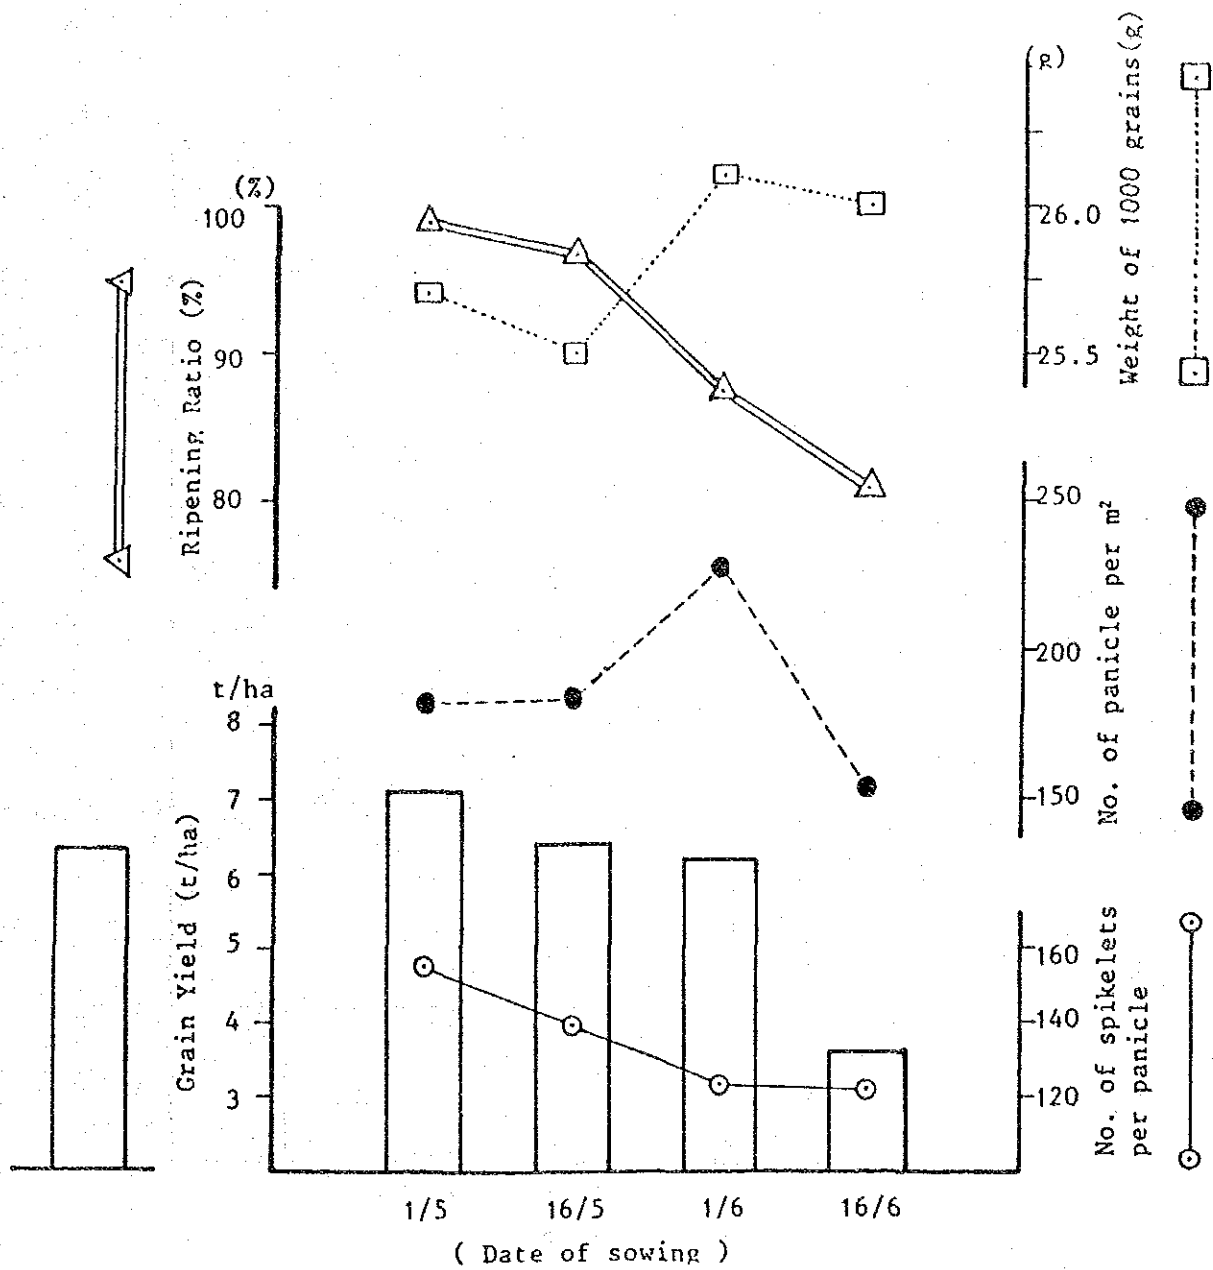 (%)
100
90
80
Ripening Ratio (%)
t/ha
8
7
6
5
4
3
Grain Yield (t/ha)
(g)
26.0
25.5
Weight of 1000 grains(g)
250
200
150
No. of panicle per m²
160
140
120
No. of spikelets
per panicle
1/5 16/5 1/6 16/6
( Date of sowing )